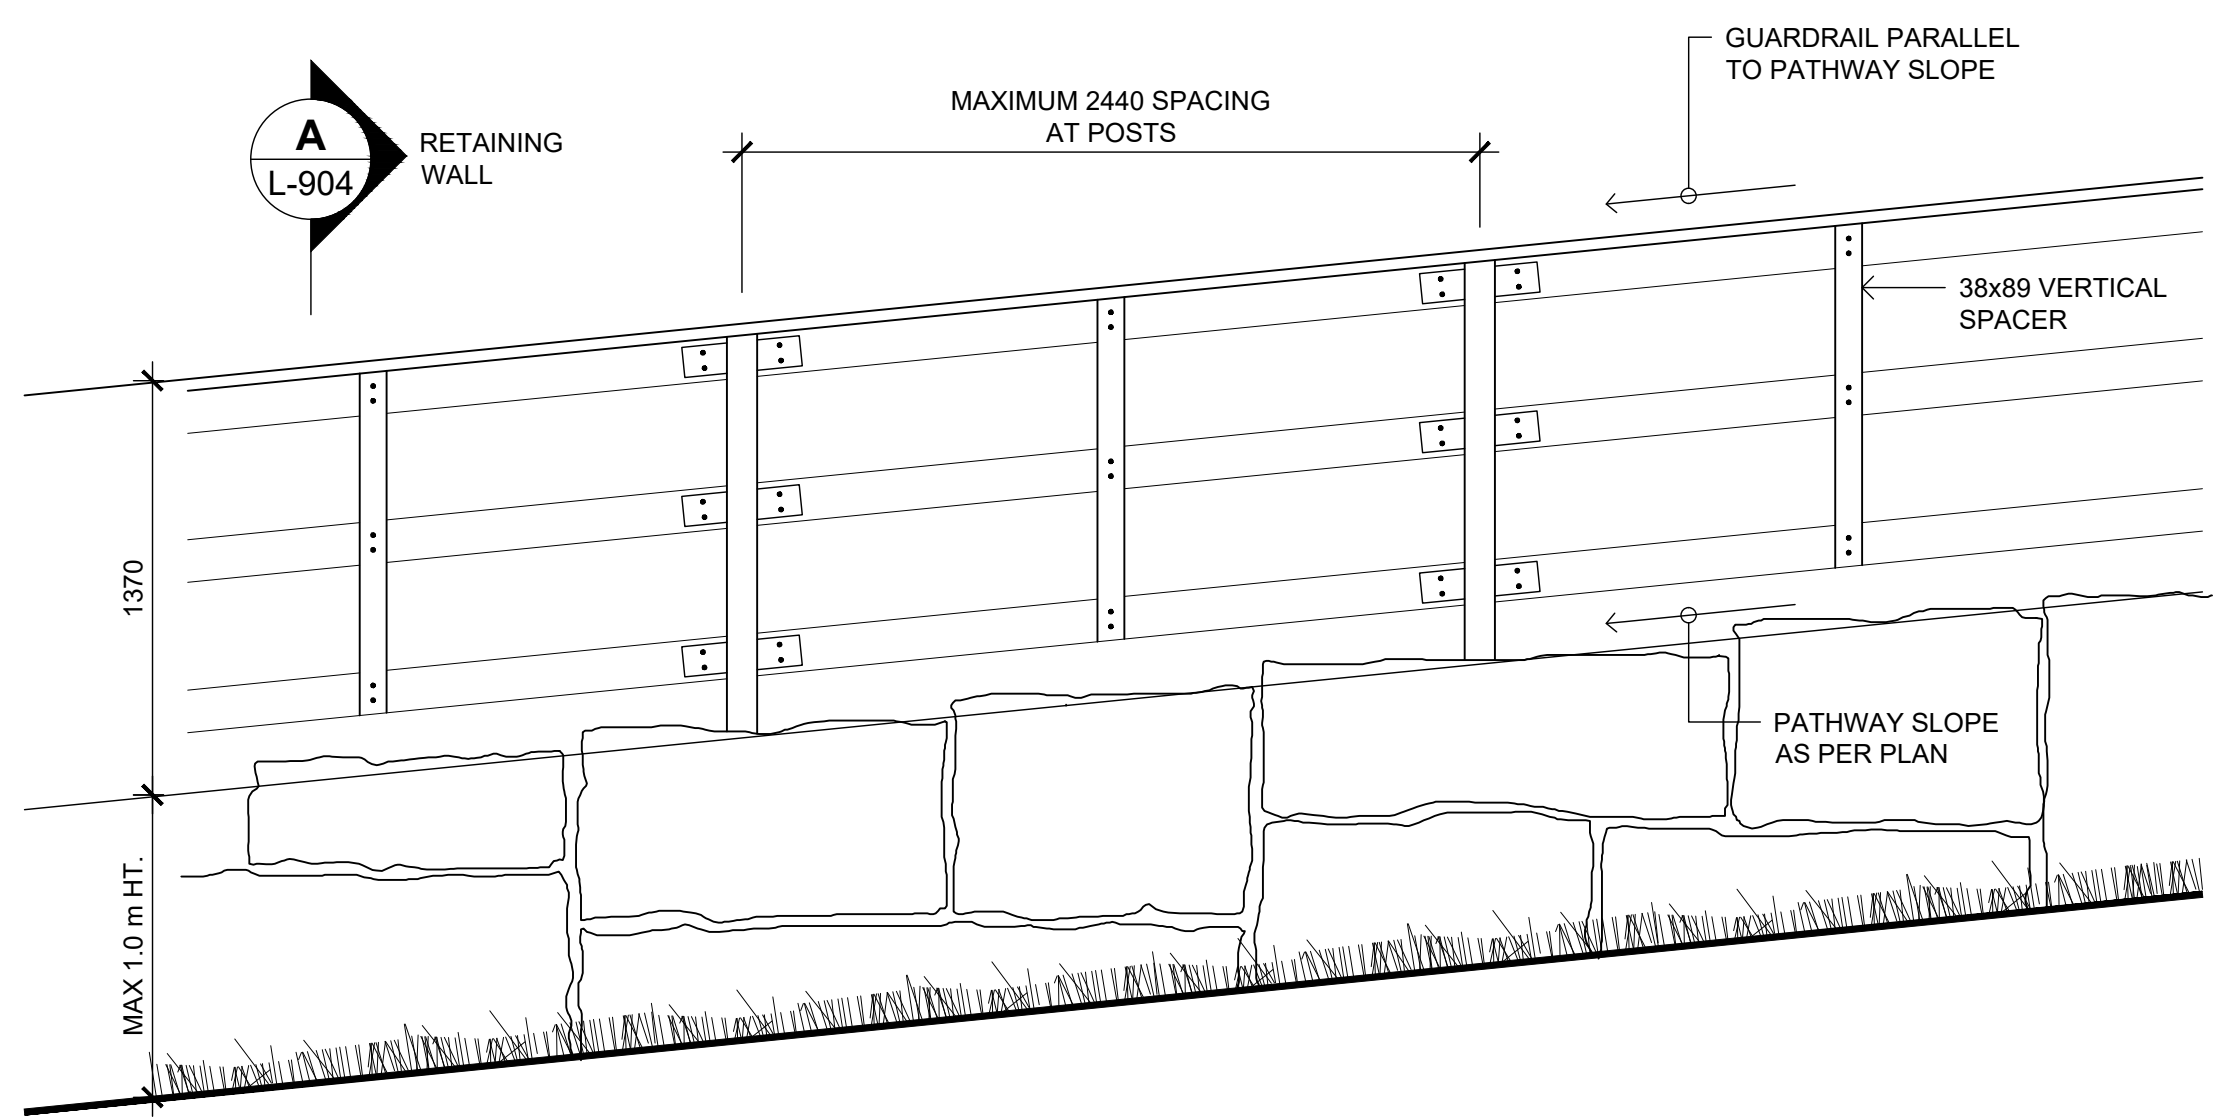 GUARDRAIL PARALLEL
TO PATHWAY SLOPE
MAXIMUM 2440 SPACING
AT POSTS
A
L-904
RETAINING
WALL
38x89 VERTICAL
SPACER
1370
PATHWAY SLOPE
AS PER PLAN
MAX 1.0 m HT.